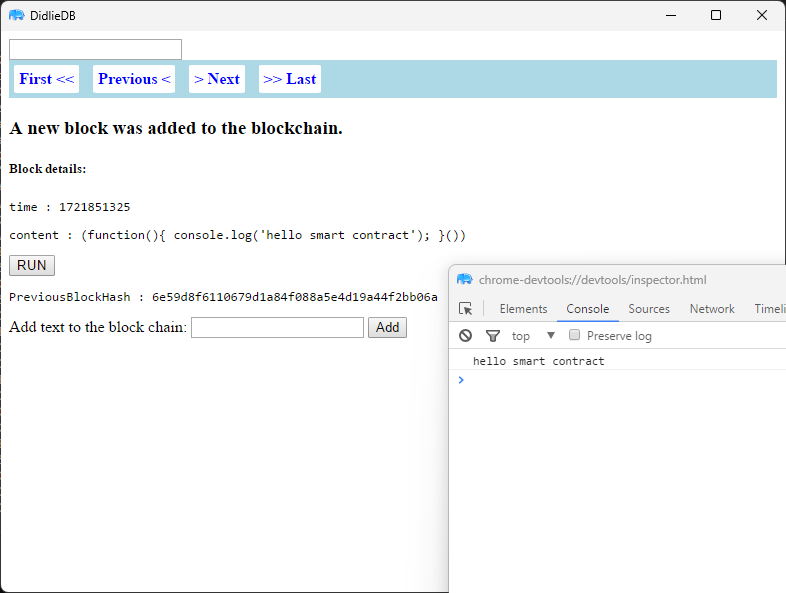 DidlieDB
First << Previous < > Next >> Last
A new block was added to the blockchain.
Block details:
time : 1721851325
content : (function(){ console.log('hello smart contract'); }())
RUN
PreviousBlockHash : 6e59d8f6110679d1a84f088a5e4d19a44f2bb06a
Add text to the block chain: Add
chrome-devtools://devtools/inspector.html
Elements Console Sources Network Timeli
top Preserve log
hello smart contract
>